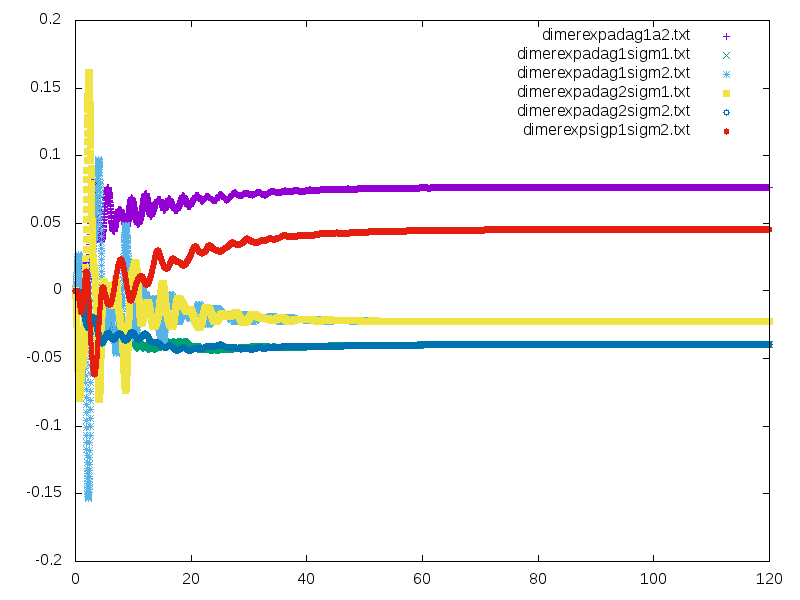 0.2
0.15
0.1
0.05
0
-0.05
-0.1
-0.15
-0.2
dimerexpadag1a2.txt
dimerexpadag1sigm1.txt
dimerexpadag1sigm2.txt
dimerexpadag2sigm1.txt
dimerexpadag2sigm2.txt
dimerexpsigp1sigm2.txt
0 20 40 60 80 100 120